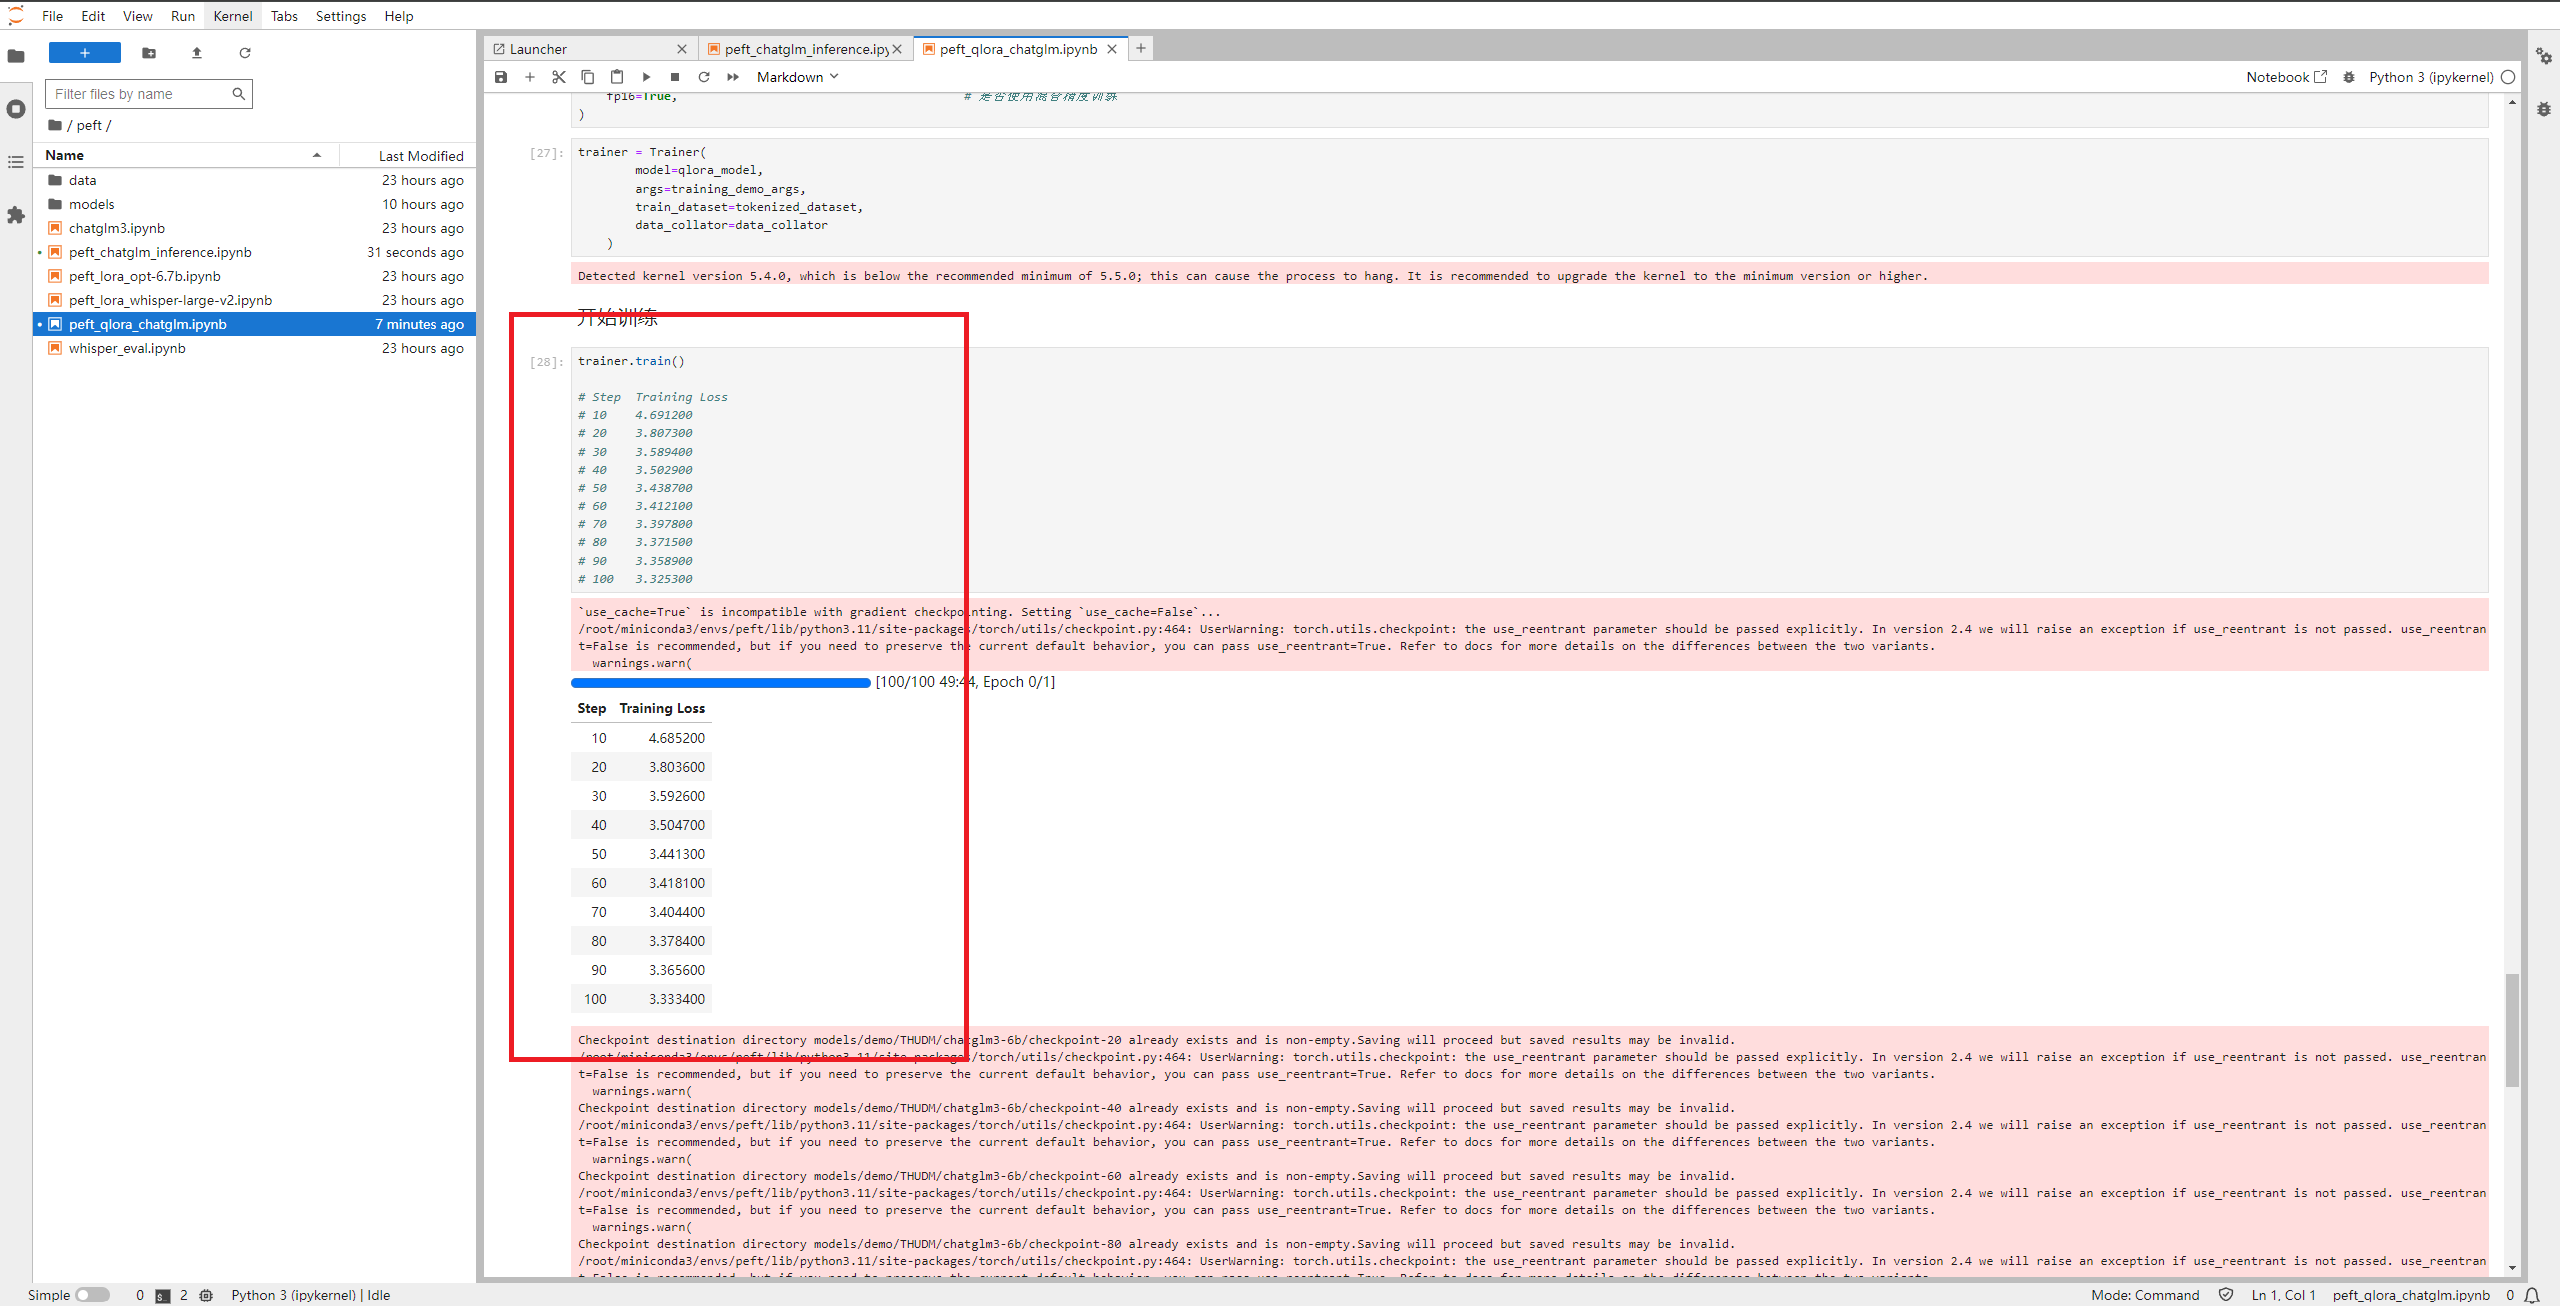 File Edit View Run Kernel Tabs Settings Help
Filter files by name
/ peft /
Name Last Modified
data 23 hours ago
models 10 hours ago
chatglm3.ipynb 23 hours ago
peft_chatglm_inference.ipynb 31 seconds ago
peft_lora_opt-6.7b.ipynb 23 hours ago
peft_lora_whisper-large-v2.ipynb 23 hours ago
peft_qlora_chatglm.ipynb 7 minutes ago
whisper_eval.ipynb 23 hours ago
Launcher peft_chatglm_inference.ipy peft_qlora_chatglm.ipynb
Markdown Notebook Python 3 (ipykernel)
fp16=True, # 是否使用混合精度训练
)
[27]: trainer = Trainer(
model=qlora_model,
args=training_demo_args,
train_dataset=tokenized_dataset,
data_collator=data_collator
)
Detected kernel version 5.4.0, which is below the recommended minimum of 5.5.0; this can cause the process to hang. It is recommended to upgrade the kernel to the minimum version or higher.
开始训练
[28]: trainer.train()
# Step Training Loss
# 10 4.691200
# 20 3.807300
# 30 3.589400
# 40 3.502900
# 50 3.438700
# 60 3.412100
# 70 3.397800
# 80 3.371500
# 90 3.358900
# 100 3.325300
`use_cache=True` is incompatible with gradient checkpointing. Setting `use_cache=False`...
/root/miniconda3/envs/peft/lib/python3.11/site-packages/torch/utils/checkpoint.py:464: UserWarning: torch.utils.checkpoint: the use_reentrant parameter should be passed explicitly. In version 2.4 we will raise an exception if use_reentrant is not passed. use_reentran
t=False is recommended, but if you need to preserve the current default behavior, you can pass use_reentrant=True. Refer to docs for more details on the differences between the two variants.
warnings.warn(
[100/100 49:44, Epoch 0/1]
Step Training Loss
10 4.685200
20 3.803600
30 3.592600
40 3.504700
50 3.441300
60 3.418100
70 3.404400
80 3.378400
90 3.365600
100 3.333400
Checkpoint destination directory models/demo/THUDM/chatglm3-6b/checkpoint-20 already exists and is non-empty.Saving will proceed but saved results may be invalid.
/root/miniconda3/envs/peft/lib/python3.11/site-packages/torch/utils/checkpoint.py:464: UserWarning: torch.utils.checkpoint: the use_reentrant parameter should be passed explicitly. In version 2.4 we will raise an exception if use_reentrant is not passed. use_reentran
t=False is recommended, but if you need to preserve the current default behavior, you can pass use_reentrant=True. Refer to docs for more details on the differences between the two variants.
warnings.warn(
Checkpoint destination directory models/demo/THUDM/chatglm3-6b/checkpoint-40 already exists and is non-empty.Saving will proceed but saved results may be invalid.
/root/miniconda3/envs/peft/lib/python3.11/site-packages/torch/utils/checkpoint.py:464: UserWarning: torch.utils.checkpoint: the use_reentrant parameter should be passed explicitly. In version 2.4 we will raise an exception if use_reentrant is not passed. use_reentran
t=False is recommended, but if you need to preserve the current default behavior, you can pass use_reentrant=True. Refer to docs for more details on the differences between the two variants.
warnings.warn(
Checkpoint destination directory models/demo/THUDM/chatglm3-6b/checkpoint-60 already exists and is non-empty.Saving will proceed but saved results may be invalid.
/root/miniconda3/envs/peft/lib/python3.11/site-packages/torch/utils/checkpoint.py:464: UserWarning: torch.utils.checkpoint: the use_reentrant parameter should be passed explicitly. In version 2.4 we will raise an exception if use_reentrant is not passed. use_reentran
t=False is recommended, but if you need to preserve the current default behavior, you can pass use_reentrant=True. Refer to docs for more details on the differences between the two variants.
warnings.warn(
Checkpoint destination directory models/demo/THUDM/chatglm3-6b/checkpoint-80 already exists and is non-empty.Saving will proceed but saved results may be invalid.
/root/miniconda3/envs/peft/lib/python3.11/site-packages/torch/utils/checkpoint.py:464: UserWarning: torch.utils.checkpoint: the use_reentrant parameter should be passed explicitly. In version 2.4 we will raise an exception if use_reentrant is not passed. use_reentran
t=False is recommended, but if you need to preserve the current default behavior, you can pass use_reentrant=True. Refer to docs for more details on the differences between the two variants.
Simple 0 2 Python 3 (ipykernel) | Idle Mode: Command Ln 1, Col 1 peft_qlora_chatglm.ipynb 0